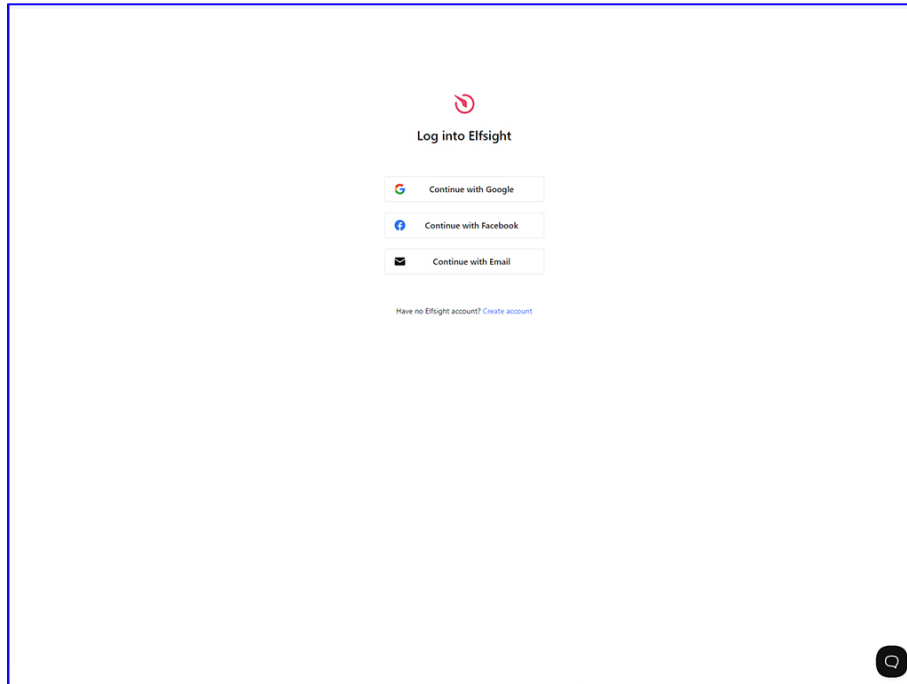 Log into Elfsight
Continue with Google
Continue with Facebook
Continue with Email
Have no Elfsight account? Create account